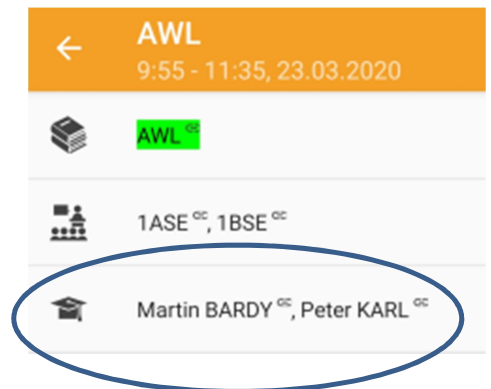 AWL
9:55 - 11:35, 23.03.2020
AWL
1ASE, 1BSE
Martin BARDY, Peter KARL